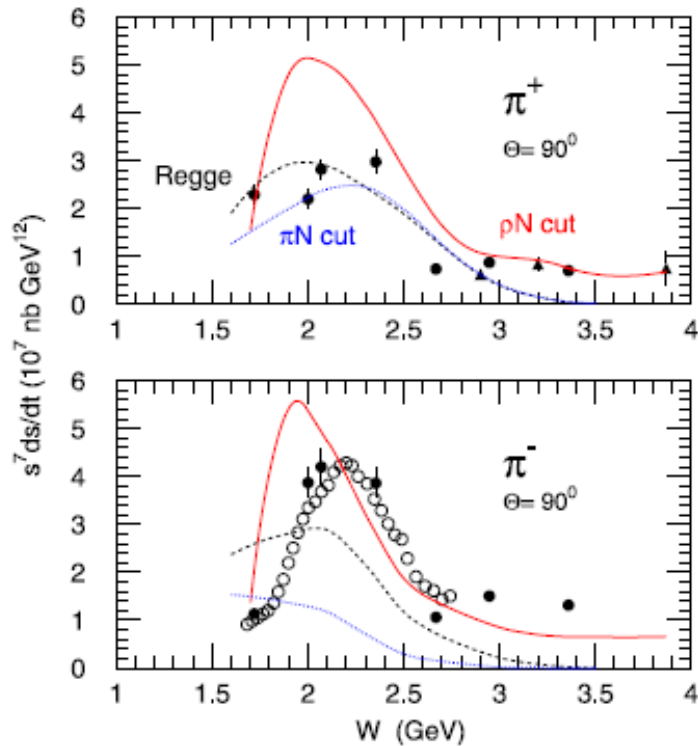 6
5
4
3
2
1
0
π+
Θ= 90⁰
Regge
πN cut
ρN cut
1 1.5 2 2.5 3 3.5 4
s⁷ds/dt (10⁷ nb GeV¹²)
6
5
4
3
2
1
0
π-
Θ= 90⁰
1 1.5 2 2.5 3 3.5 4
W (GeV)